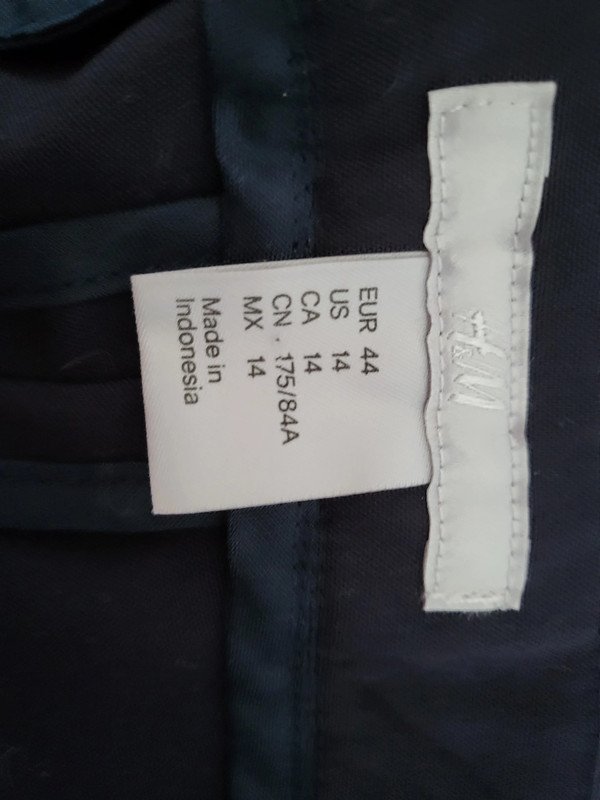 H&M
EUR 44
US 14
CA 14
CN 175/84A
MX 14
Made in
Indonesia